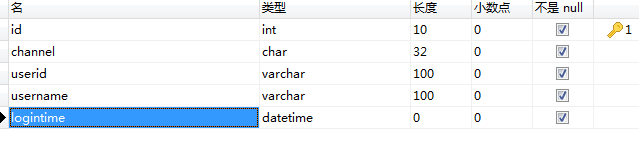 名 类型 长度 小数点 不是 null
id int 10 0 1
channel char 32 0
userid varchar 100 0
username varchar 100 0
logintime datetime 0 0